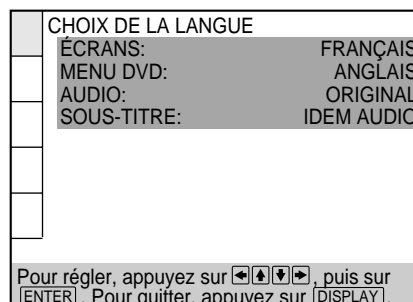 CHOIX DE LA LANGUE
ÉCRANS: FRANÇAIS
MENU DVD: ANGLAIS
AUDIO: ORIGINAL
SOUS-TITRE: IDEM AUDIO
Pour régler, appuyez sur ←↑↓→, puis sur
ENTER. Pour quitter, appuyez sur DISPLAY.